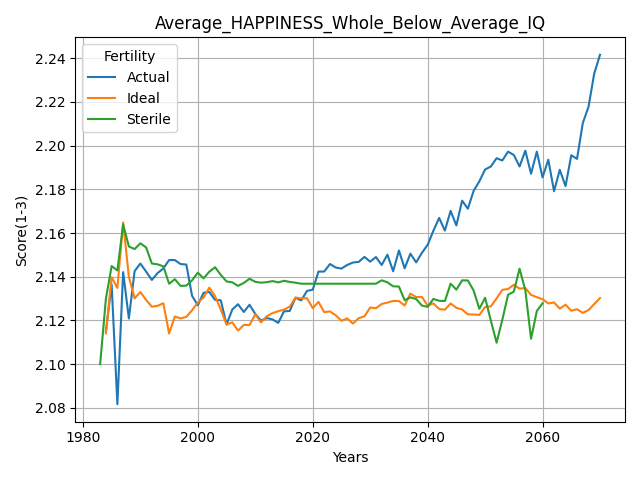 Average_HAPPINESS_Whole_Below_Average_IQ
Fertility
Actual
Ideal
Sterile
Score(1-3)
2.24
2.22
2.20
2.18
2.16
2.14
2.12
2.10
2.08
1980
2000
2020
2040
2060
Years